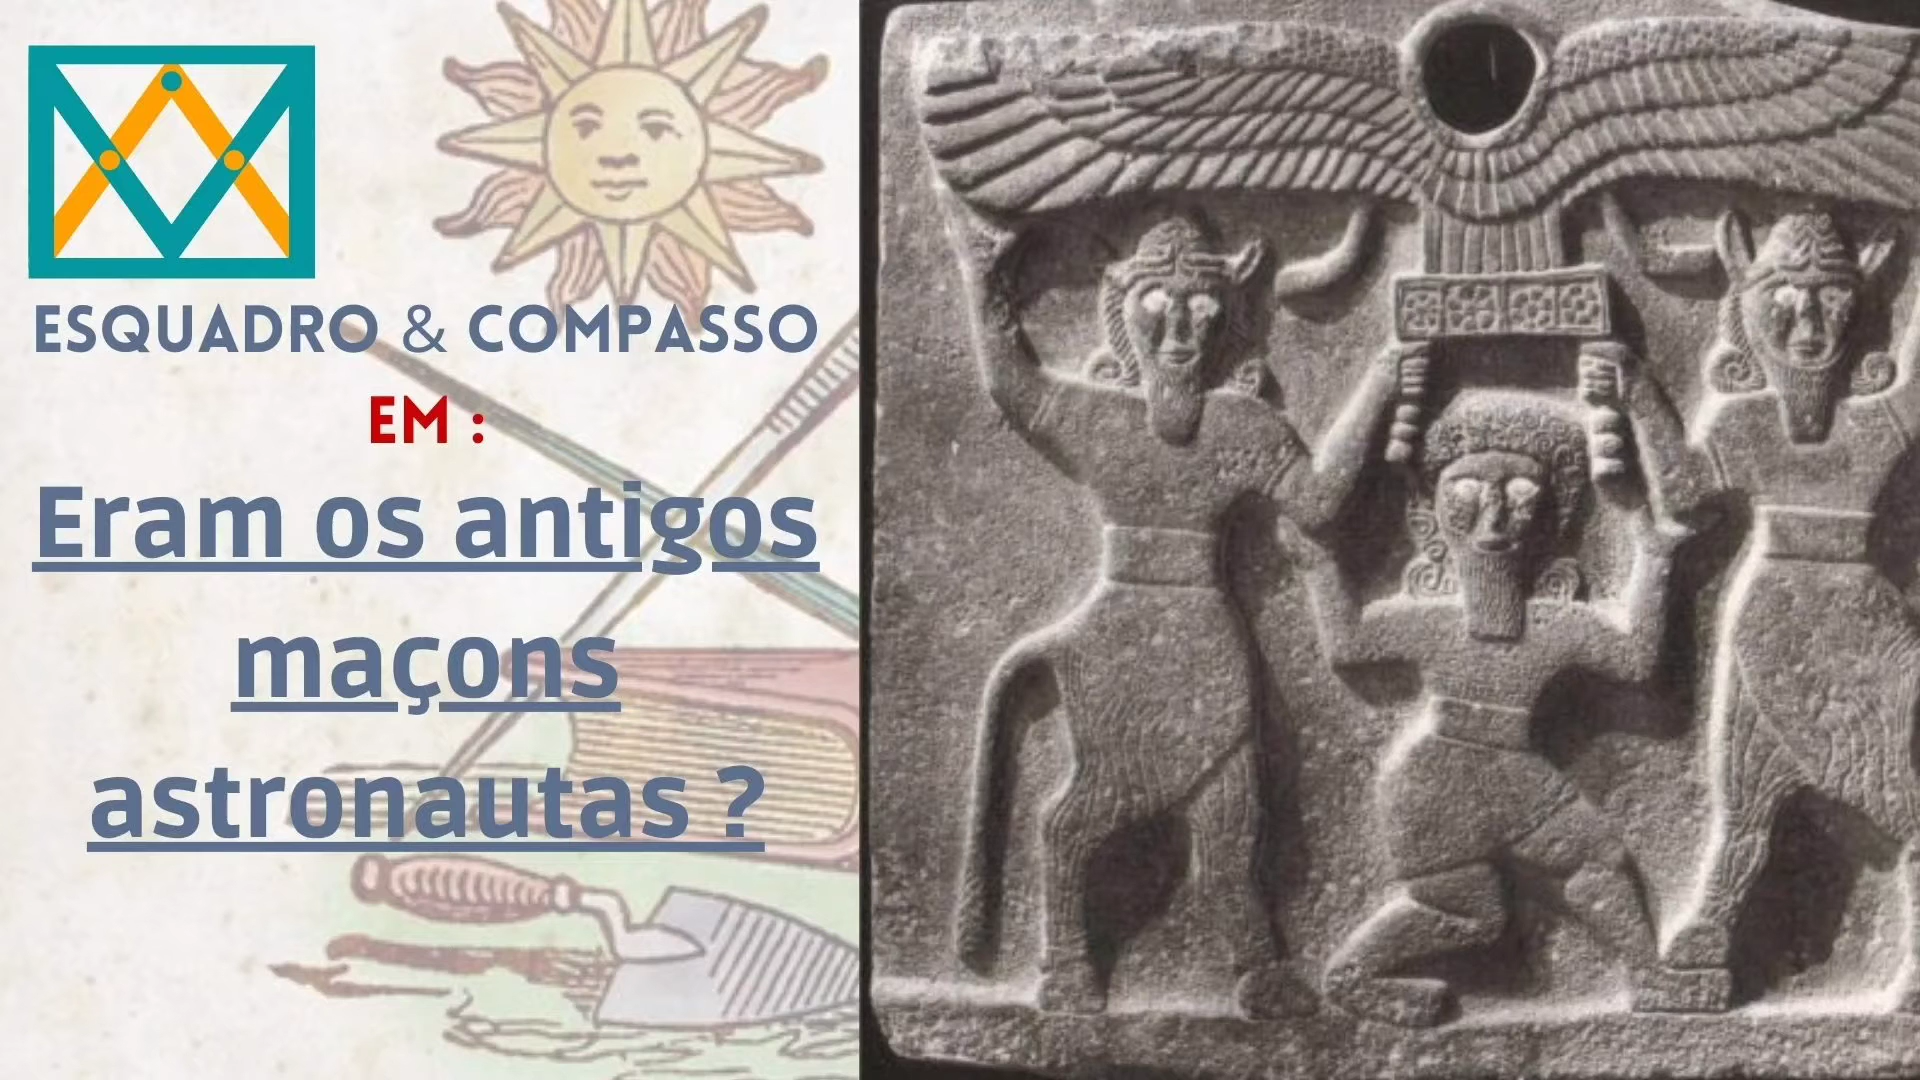 ESQUADRO & COMPASSO
EM :
Eram os antigos
maçons
astronautas ?